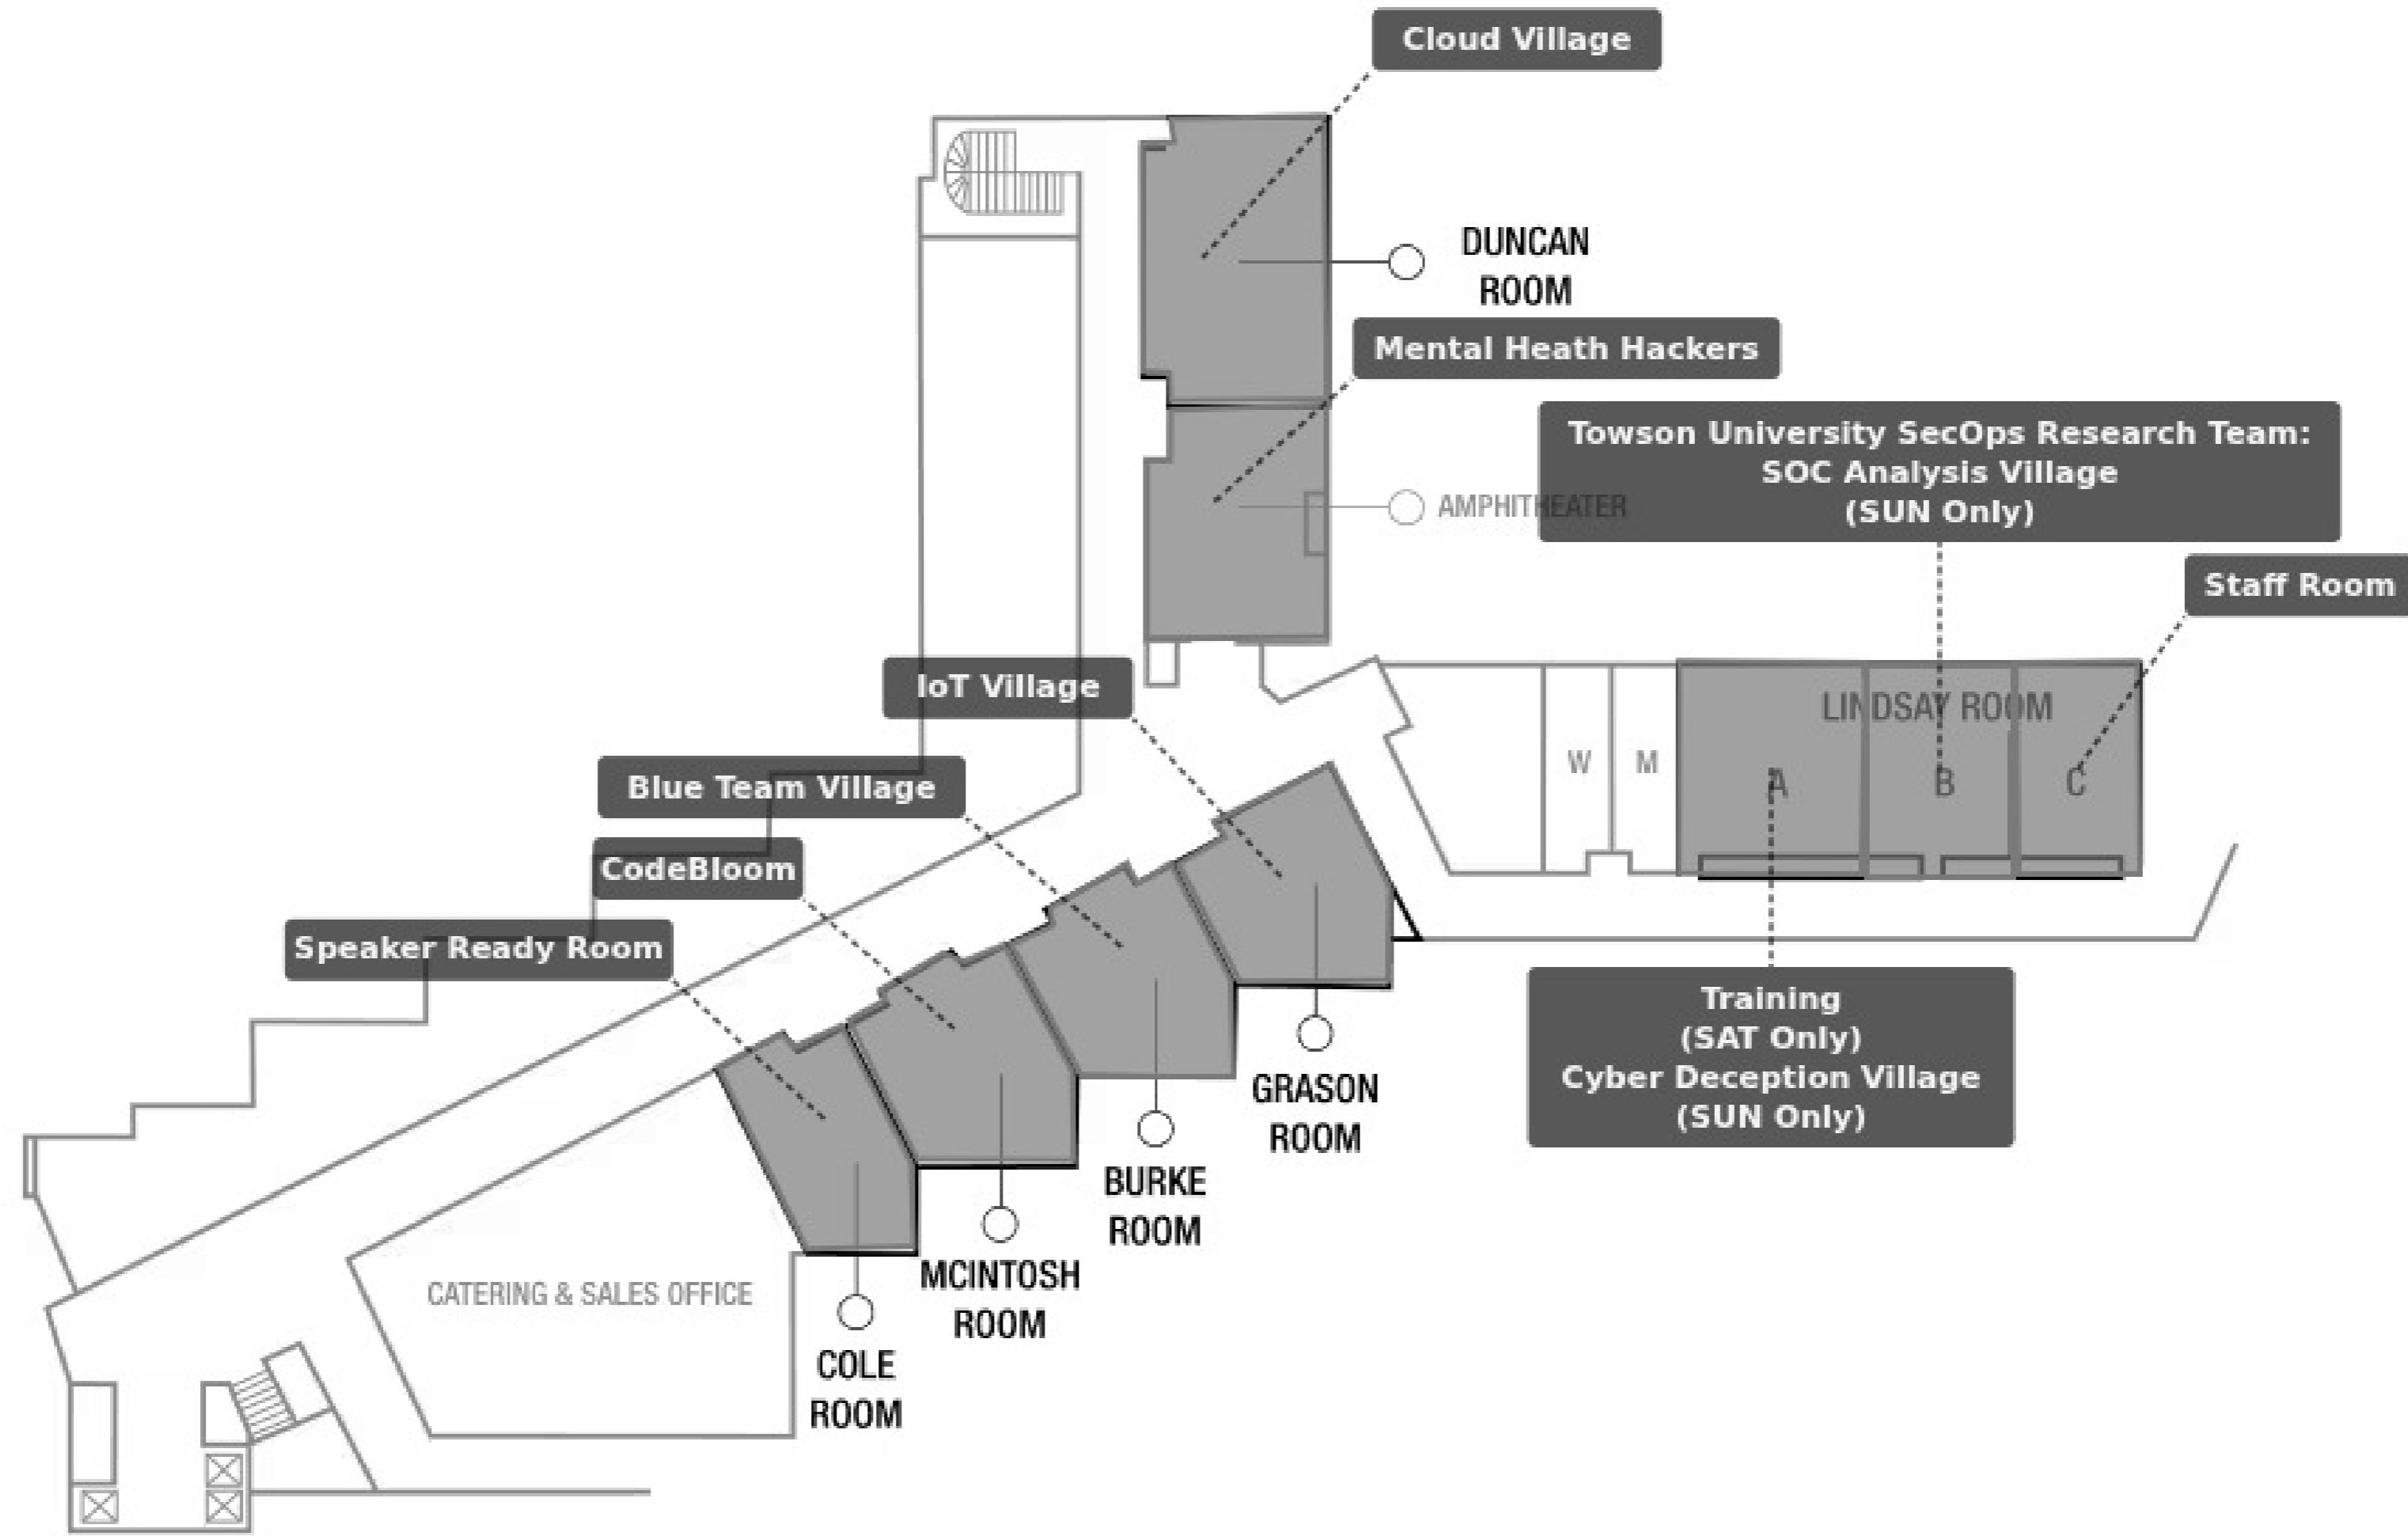 Cloud Village
DUNCAN
ROOM
Mental Heath Hackers
Towson University SecOps Research Team:
SOC Analysis Village
(SUN Only)
AMPHITHEATER
Staff Room
IoT Village
LINDSAY ROOM
W
M
A
B
C
Blue Team Village
CodeBloom
Speaker Ready Room
Training
(SAT Only)
Cyber Deception Village
(SUN Only)
GRASON
ROOM
BURKE
ROOM
MCINTOSH
ROOM
CATERING & SALES OFFICE
COLE
ROOM